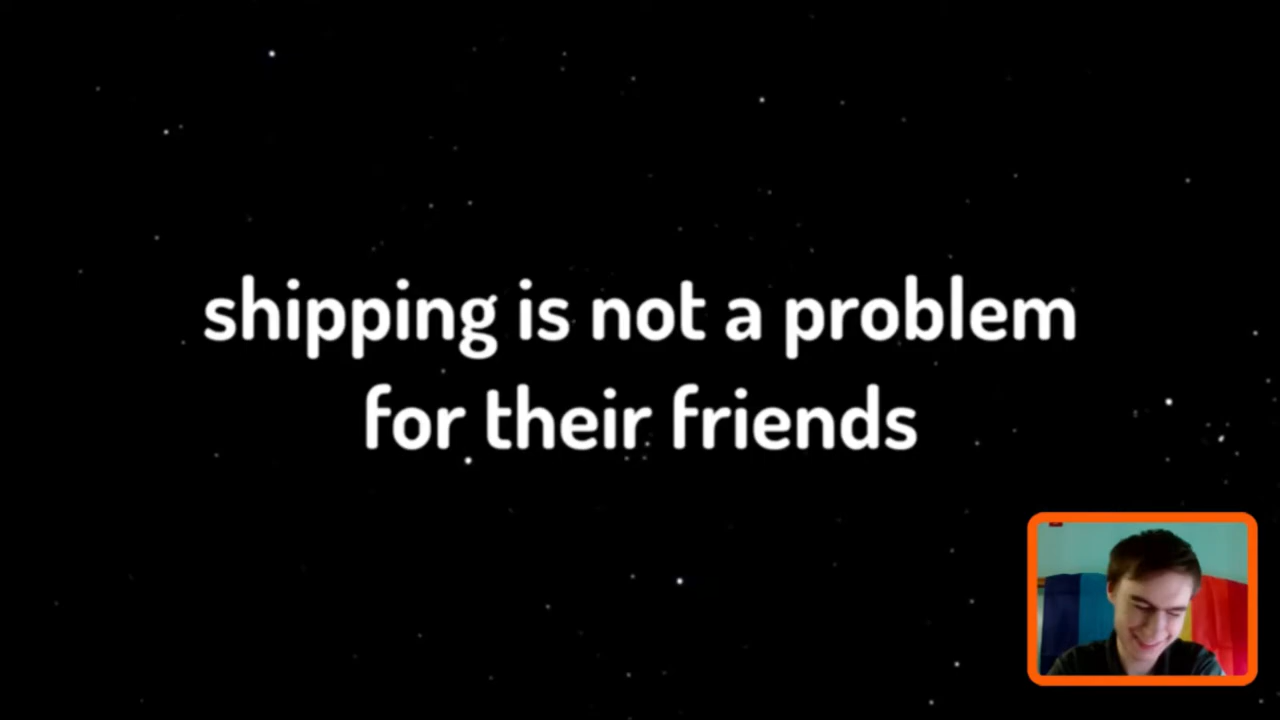 shipping is not a problem
for their friends